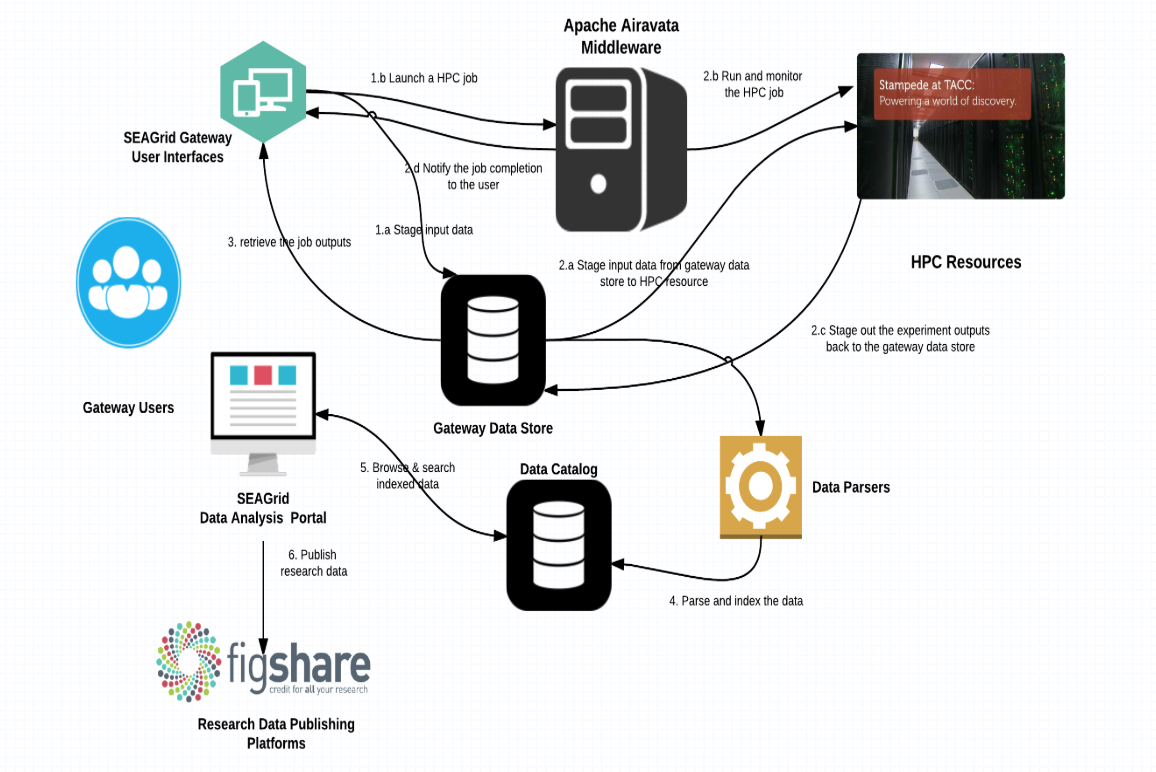 Apache Airavata
Middleware
1.b Launch a HPC job
2.b Run and monitor
the HPC job
Stampede at TACC:
Powering a world of discovery.
SEAGrid Gateway
User Interfaces
2.d Notify the job completion
to the user
1.a Stage input data
3. retrieve the job outputs
2.a Stage input data from gateway data
store to HPC resource
HPC Resources
2.c Stage out the experiment outputs
back to the gateway data store
Gateway Users
Gateway Data Store
5. Browse & search
indexed data
Data Catalog
Data Parsers
SEAGrid
Data Analysis Portal
6. Publish
research data
4. Parse and index the data
figshare
credit for all your research
Research Data Publishing
Platforms